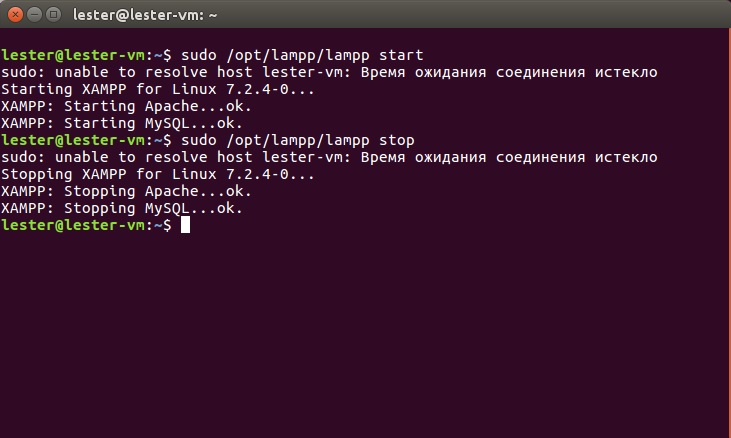 lester@lester-vm: ~
lester@lester-vm:~$ sudo /opt/lampp/lampp start
sudo: unable to resolve host lester-vm: Время ожидания соединения истекло
Starting XAMPP for Linux 7.2.4-0...
XAMPP: Starting Apache...ok.
XAMPP: Starting MySQL...ok.
lester@lester-vm:~$ sudo /opt/lampp/lampp stop
sudo: unable to resolve host lester-vm: Время ожидания соединения истекло
Stopping XAMPP for Linux 7.2.4-0...
XAMPP: Stopping Apache...ok.
XAMPP: Stopping MySQL...ok.
lester@lester-vm:~$